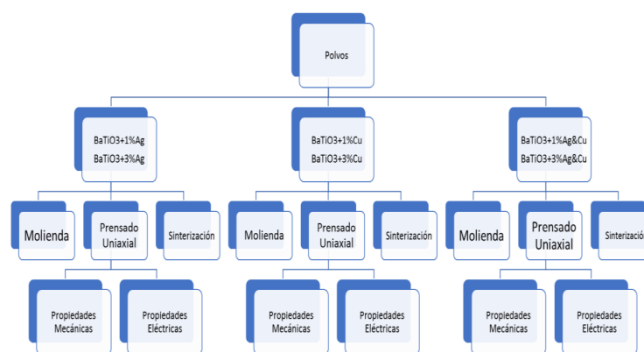 Polvos
BaTiO3+1%Ag
BaTiO3+3%Ag
BaTiO3+1%Cu
BaTiO3+3%Cu
BaTiO3+1%Ag&Cu
BaTiO3+3%Ag&Cu
Molienda
Prensado
Uniaxial
Sinterización
Molienda
Prensado
Uniaxial
Sinterización
Molienda
Prensado
Uniaxial
Sinterización
Propiedades
Mecánicas
Propiedades
Eléctricas
Propiedades
Mecánicas
Propiedades
Eléctricas
Propiedades
Mecánicas
Propiedades
Eléctricas